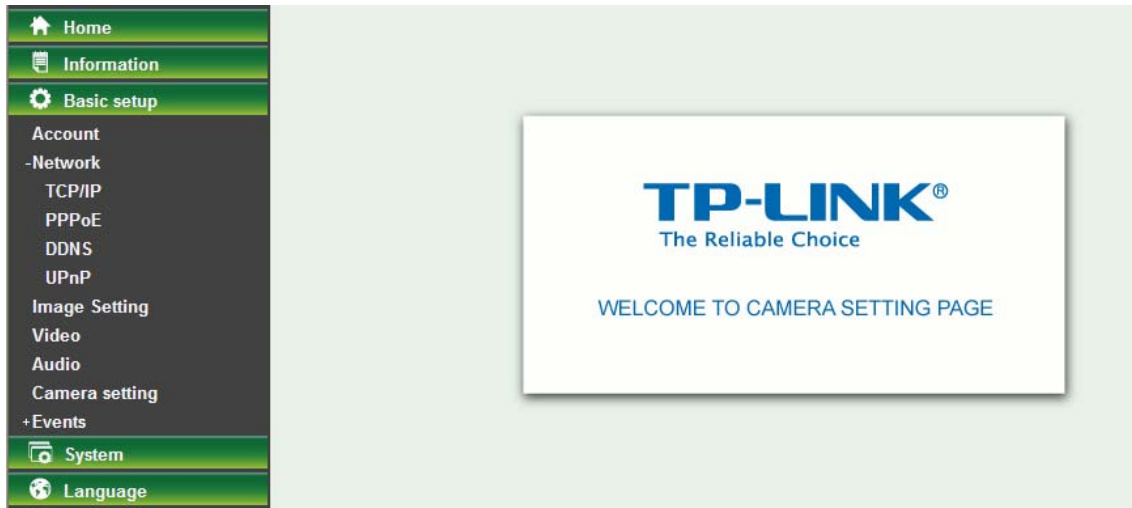 Home
Information
Basic setup
Account
-Network
TCP/IP
PPPoE
DDNS
UPnP
Image Setting
Video
Audio
Camera setting
+Events
System
Language
TP-LINK®
The Reliable Choice
WELCOME TO CAMERA SETTING PAGE